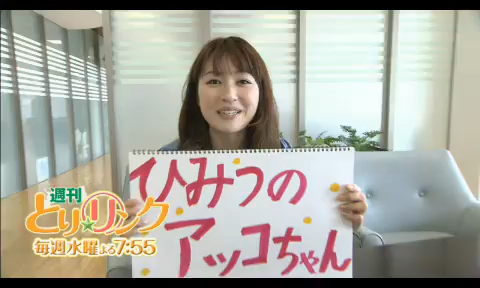 ひみつの
アッコちゃん
週刊
とり★リンク
毎週水曜よる7:55